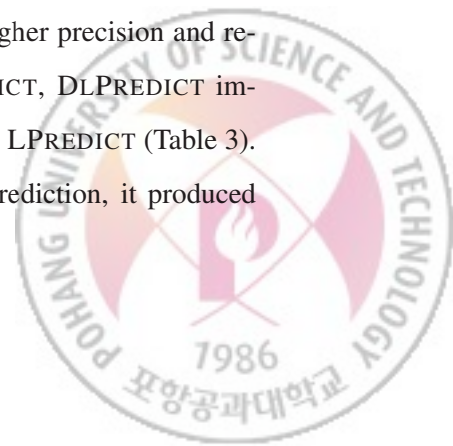 gher precision and re-
ICT, DLPREDICT im-
LPREDICT (Table 3).
rediction, it produced
POHANG UNIVERSITY OF SCIENCE AND TECHNOLOGY
1986
포항공과대학교